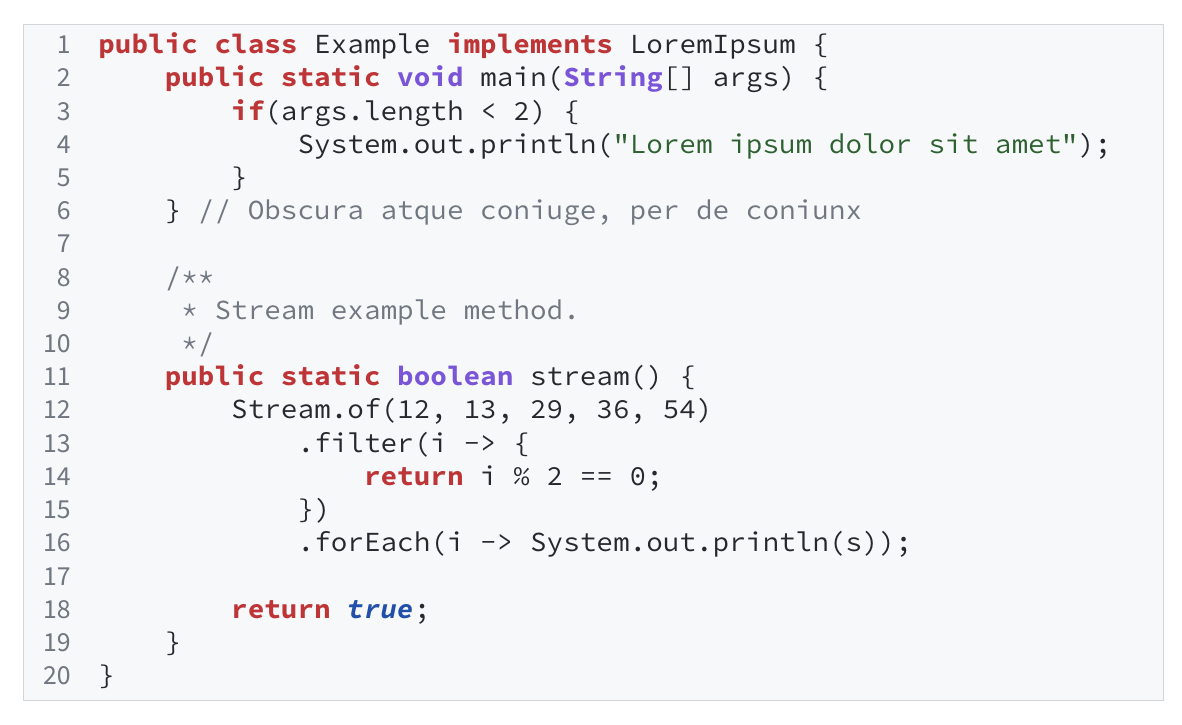 1 public class Example implements LoremIpsum {
2     public static void main(String[] args) {
3         if(args.length < 2) {
4             System.out.println("Lorem ipsum dolor sit amet");
5         }
6     } // Obscura atque coniuge, per de coniunx
7
8     /**
9      * Stream example method.
10      */
11     public static boolean stream() {
12         Stream.of(12, 13, 29, 36, 54)
13             .filter(i -> {
14                 return i % 2 == 0;
15             })
16             .forEach(i -> System.out.println(s));
17
18         return true;
19     }
20 }